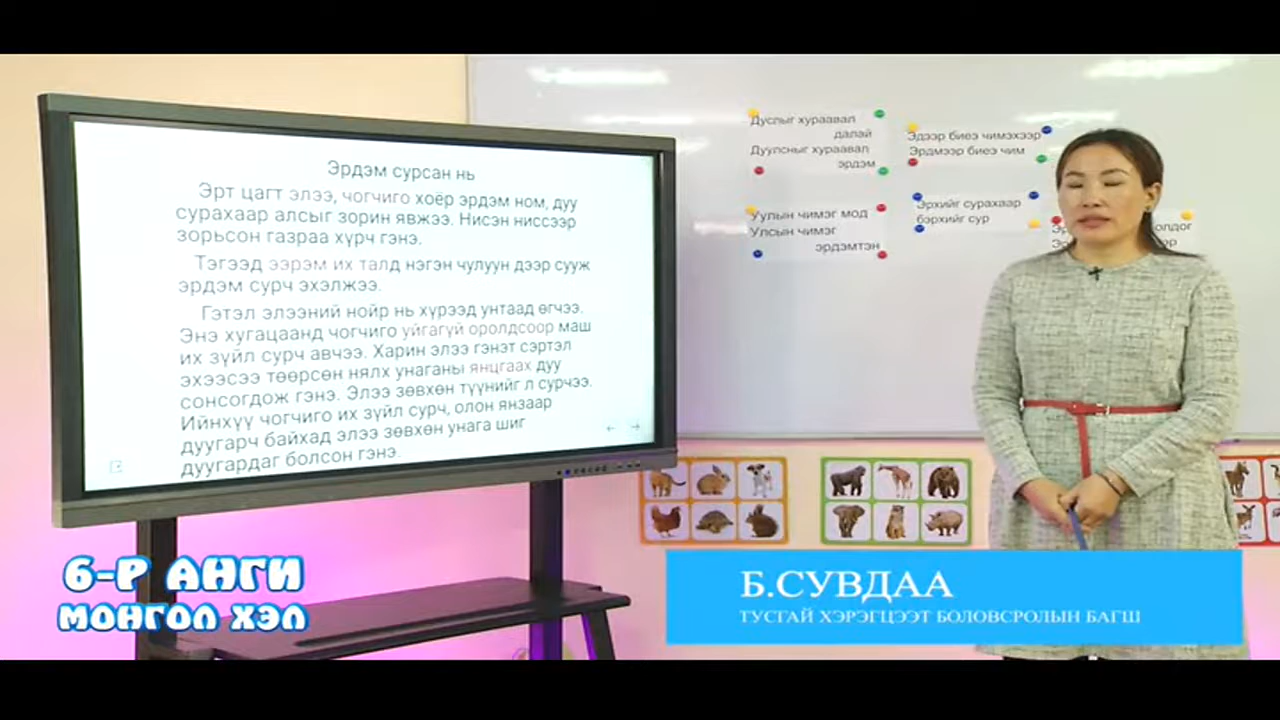 Эрдэм сурсан нь
Эрт цагт элээ, чогчиго хоёр эрдэм ном, дуу
сурахаар алсыг зорин явжээ. Нисэн ниссээр
зорьсон газраа хүрч гэнэ.
Тэгээд ээрэм их талд нэгэн чулуун дээр сууж
эрдэм сурч эхэлжээ.
Гэтэл элээний нойр нь хүрээд унтаад өгчээ.
Энэ хугацаанд чогчиго уйгагүй оролдсоор маш
их зүйл сурч авчээ. Харин элээ гэнэт сэртэл
эхээсээ төөрсөн нялх унаганы янцгаах дуу
сонсогдож гэнэ. Элээ зөвхөн түүнийг л сурчээ.
Ийнхүү чогчиго их зүйл сурч, олон янзаар
дуугарч байхад элээ зөвхөн унага шиг
дуугардаг болсон гэнэ.
Дуслыг хураавал
далай
Дуулсныг хураавал
эрдэм
Эдээр биеэ чимэхээр
Эрдмээр биеэ чим
Уулын чимэг мод
Улсын чимэг
эрдэмтэн
Эрхийг сурахаар
бэрхийг сур
6-Р АНГИ
МОНГОЛ ХЭЛ
Б.СУВДАА
ТУСГАЙ ХЭРЭГЦЭЭТ БОЛОВСРОЛЫН БАГШ